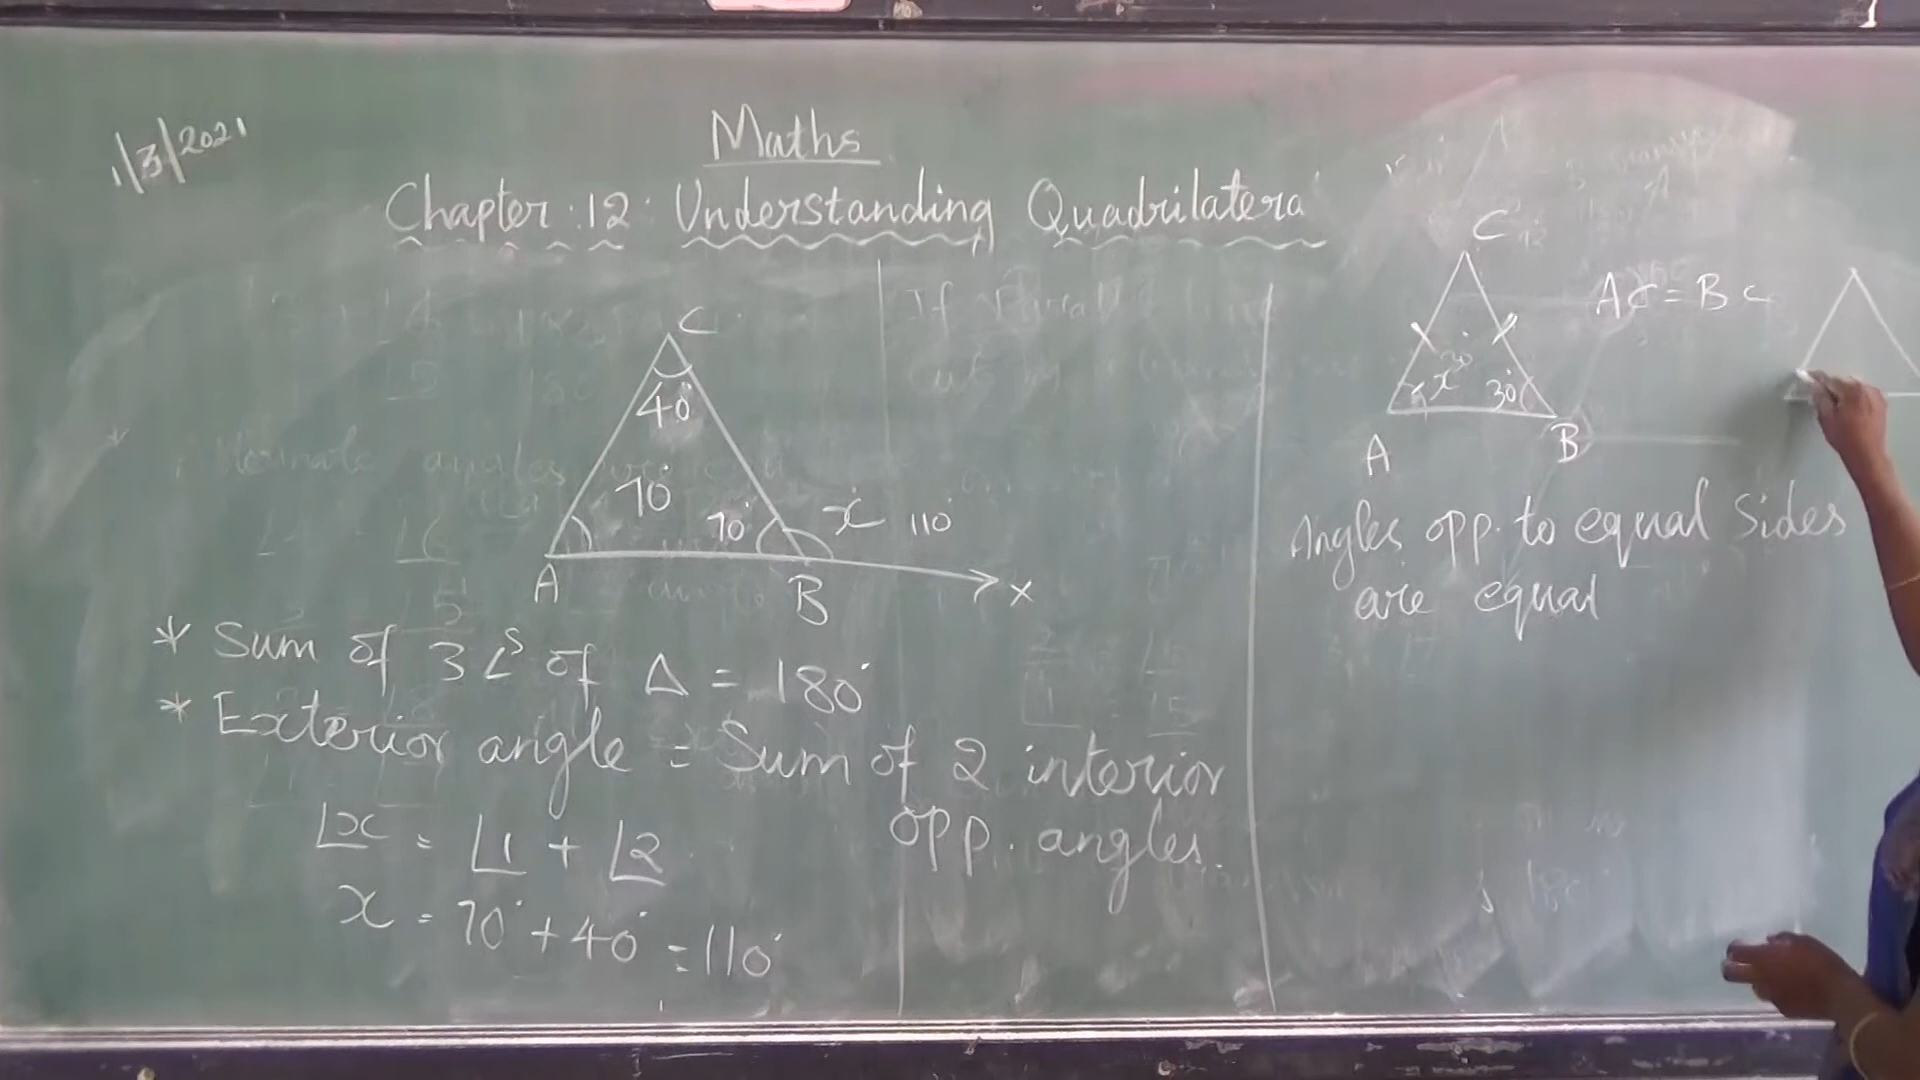 1/3/2021
Maths
Chapter:12: Understanding Quadrilatera
C
40°
70°
70°
x°
110°
A
B
x
* Sum of 3∠s of Δ = 180°
* Exterior angle = Sum of 2 interior
opp. angles.
∠x = ∠1 + ∠2
x = 70° + 40° = 110°
C
AC = BC
x
30°
30°
A
B
Angles opp. to equal sides
are equal